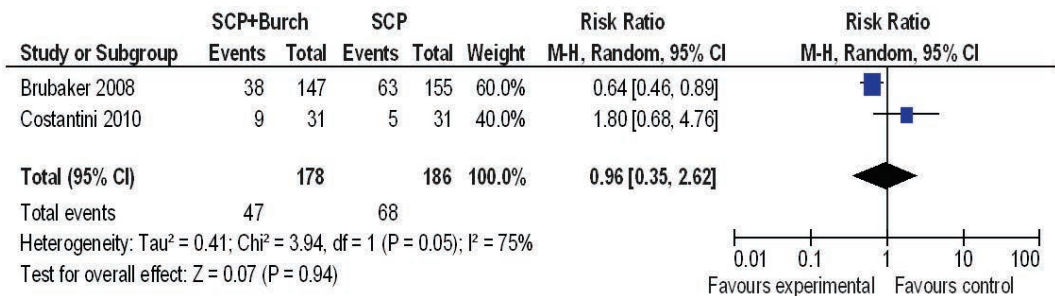 SCP+Burch SCP Risk Ratio Risk Ratio
Study or Subgroup Events Total Events Total Weight M-H, Random, 95% CI M-H, Random, 95% CI
Brubaker 2008 38 147 63 155 60.0% 0.64 [0.46, 0.89]
Costantini 2010 9 31 5 31 40.0% 1.80 [0.68, 4.76]
Total (95% CI) 178 186 100.0% 0.96 [0.35, 2.62]
Total events 47 68
Heterogeneity: Tau² = 0.41; Chi² = 3.94, df = 1 (P = 0.05); I² = 75%
Test for overall effect: Z = 0.07 (P = 0.94)
0.01 0.1 1 10 100
Favours experimental Favours control